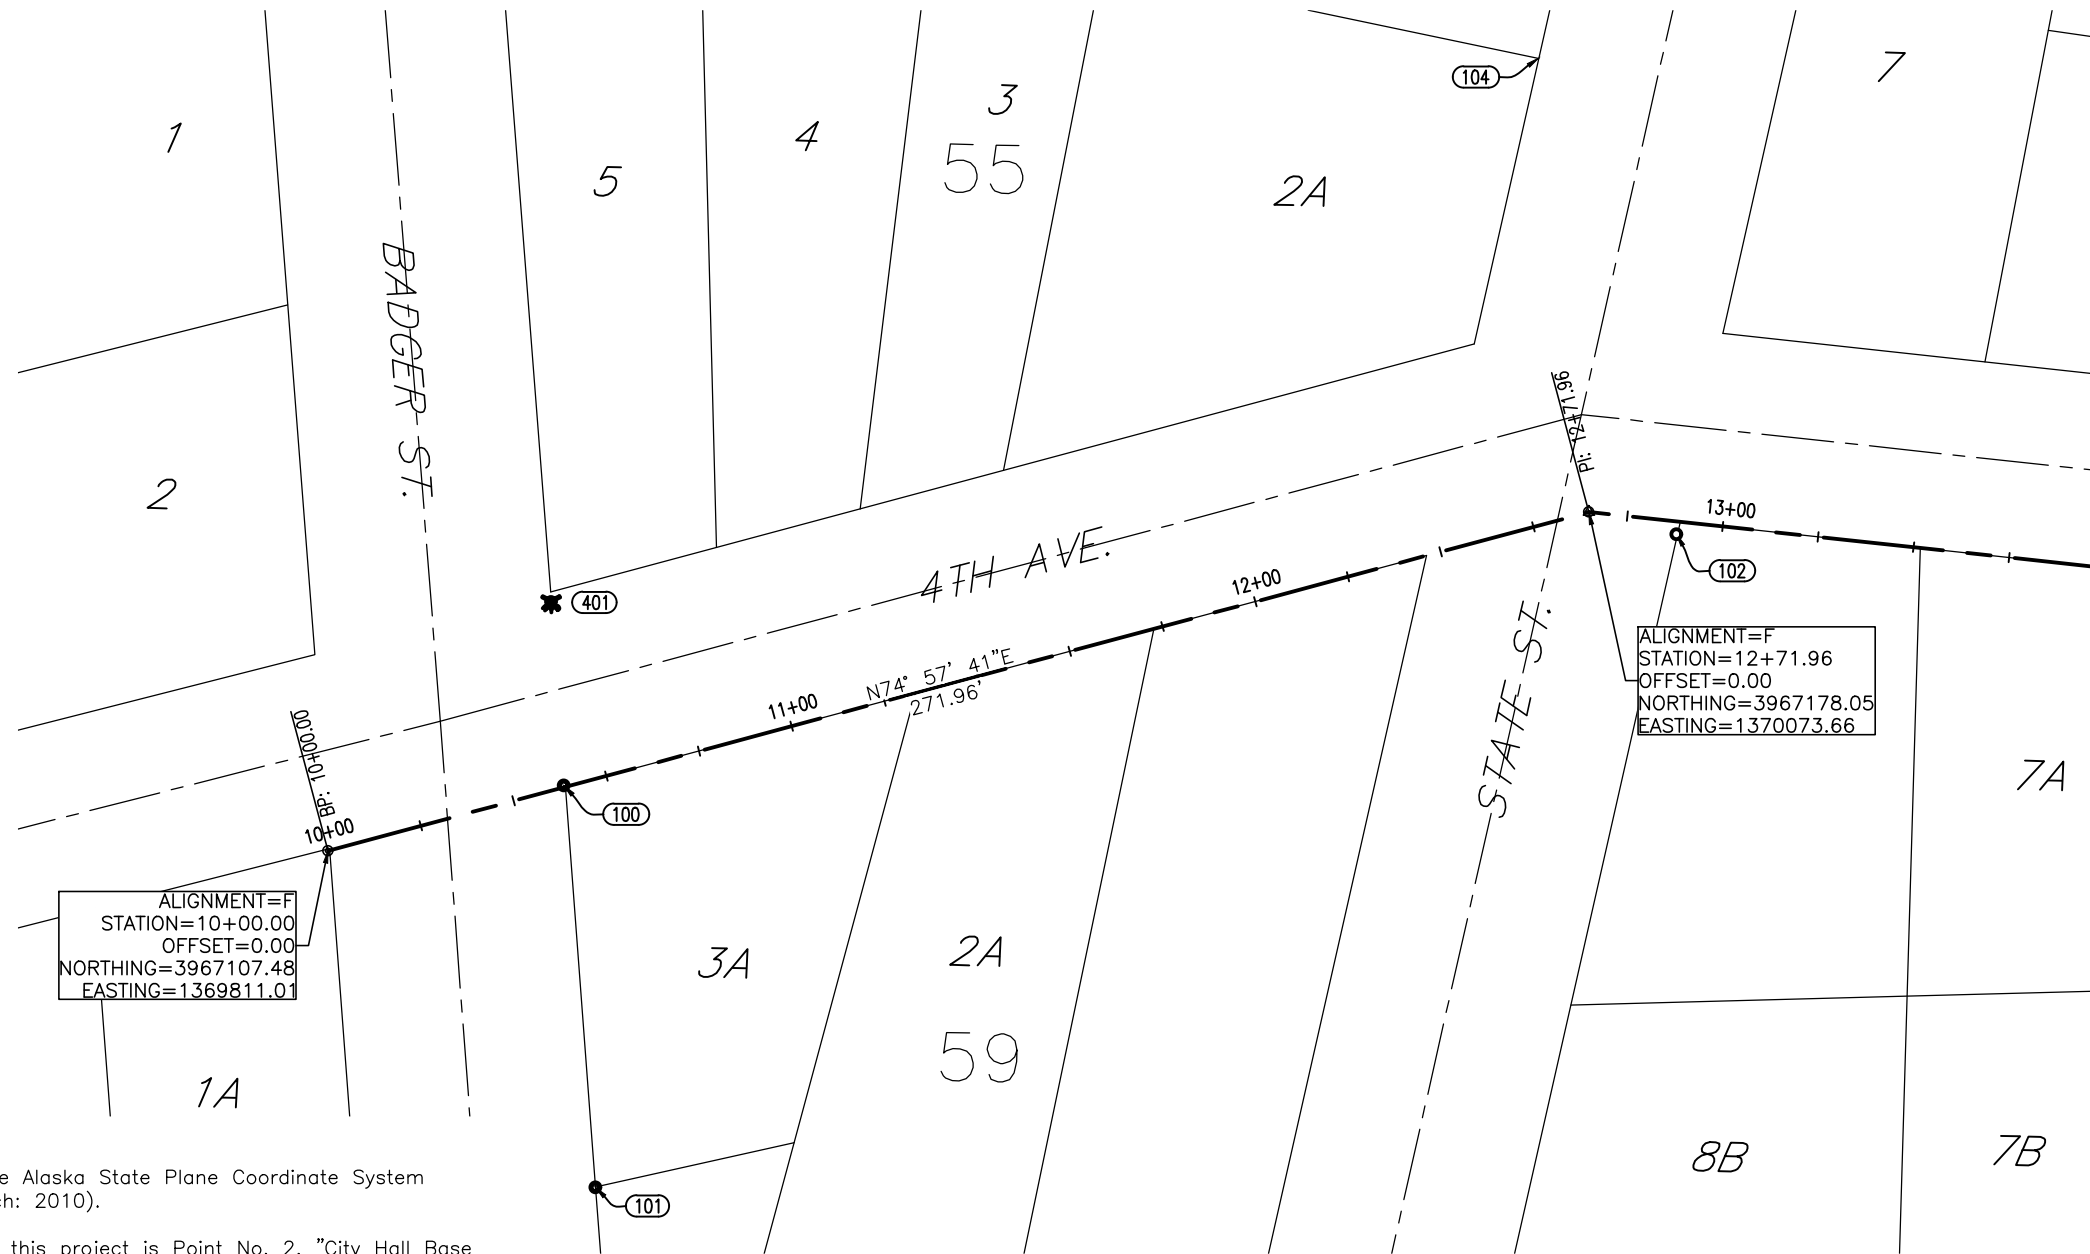 1
2
BADGER ST.
5
4
3
55
2A
104
7
401
4TH AVE.
PI: 12+71.96
13+00
102
12+00
ALIGNMENT=F
STATION=12+71.96
OFFSET=0.00
NORTHING=3967178.05
EASTING=1370073.66
N74° 57' 41"E
271.96'
11+00
BP: 10+00.00
10+00
100
STATE ST.
7A
ALIGNMENT=F
STATION=10+00.00
OFFSET=0.00
NORTHING=3967107.48
EASTING=1369811.01
3A
2A
59
1A
8B
7B
101
e Alaska State Plane Coordinate System
ch: 2010).
this project is Point No. 2, "City Hall Base